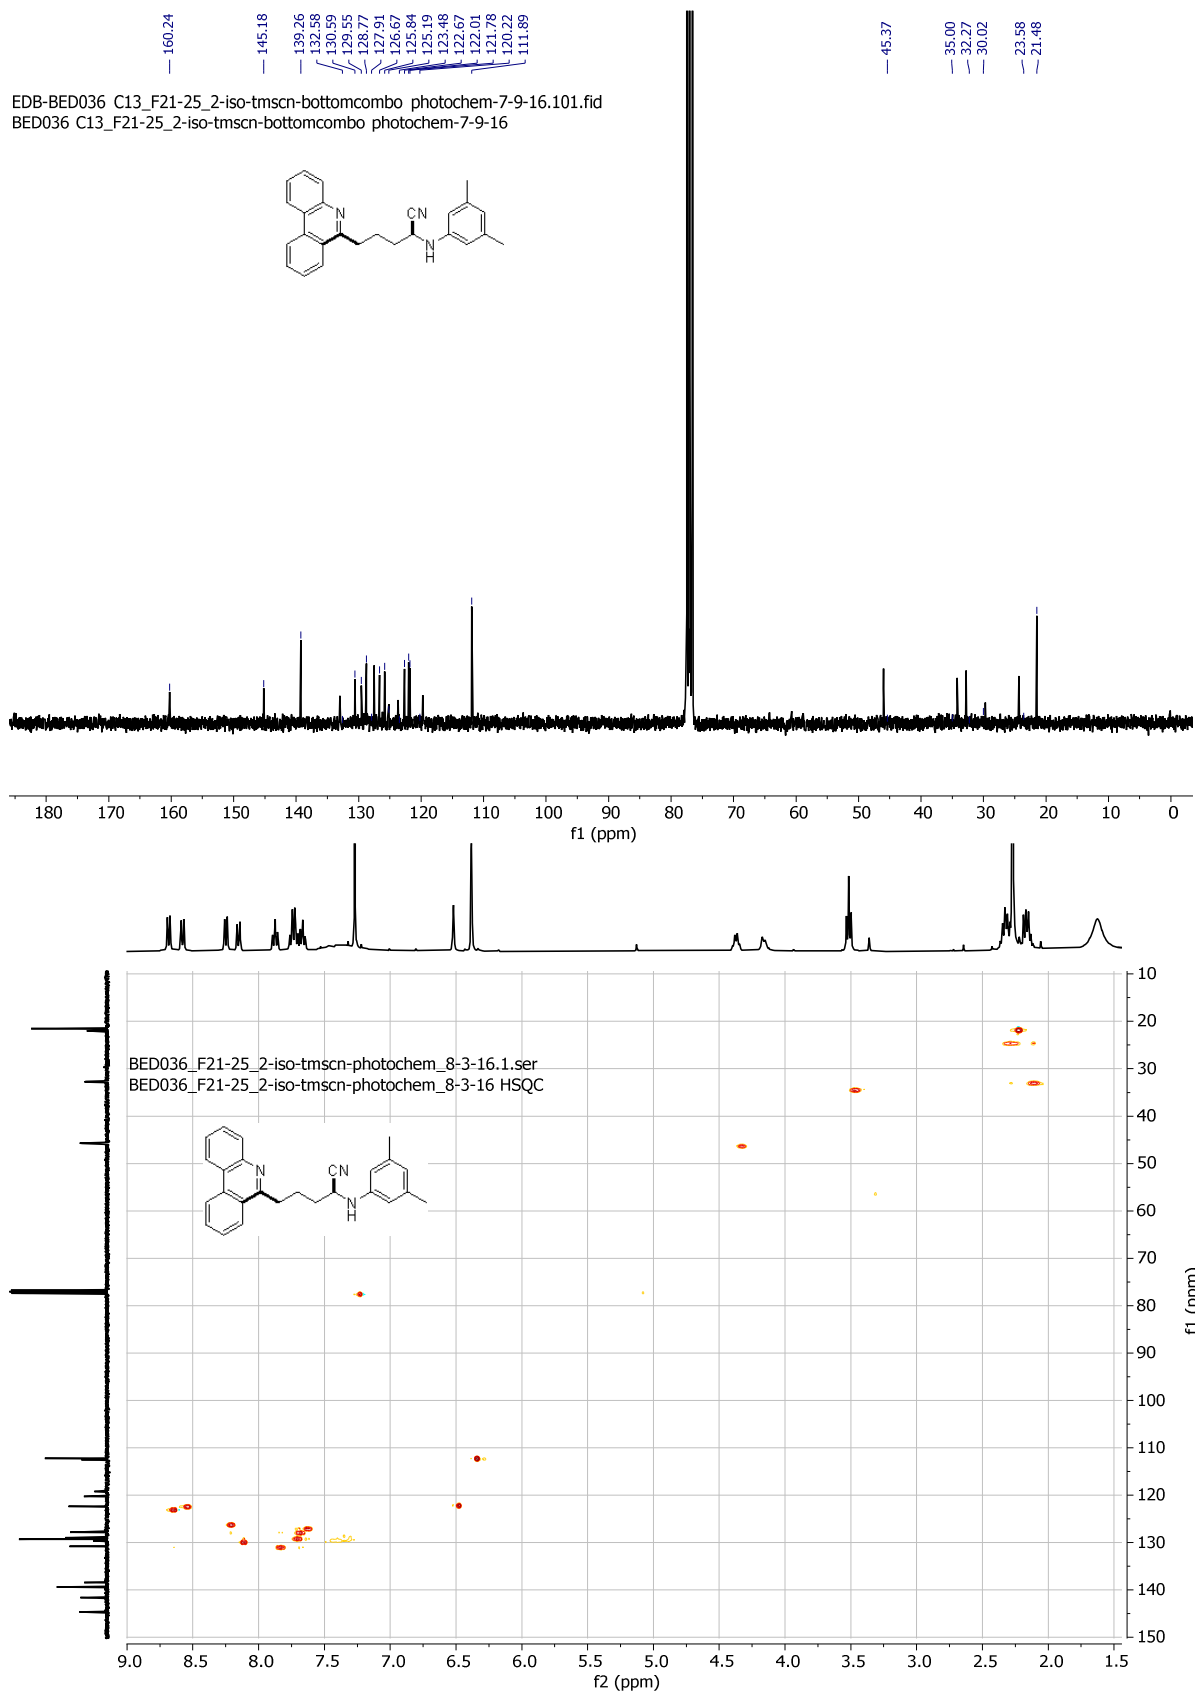 160.24
145.18
139.26
132.58
130.59
129.55
128.77
127.91
126.67
125.84
125.19
123.48
122.67
122.01
121.78
120.22
111.89
45.37
35.00
32.27
30.02
23.58
21.48
EDB-BED036 C13_F21-25_2-iso-tmscn-bottomcombo photochem-7-9-16.101.fid
BED036 C13_F21-25_2-iso-tmscn-bottomcombo photochem-7-9-16
CN
N
N
H
180 170 160 150 140 130 120 110 100 90 80 70 60 50 40 30 20 10 0
f1 (ppm)
BED036_F21-25_2-iso-tmscn-photochem_8-3-16.1.ser
BED036_F21-25_2-iso-tmscn-photochem_8-3-16 HSQC
CN
N
N
H
10
20
30
40
50
60
70
80
90
100
110
120
130
140
150
f1 (ppm)
9.0 8.5 8.0 7.5 7.0 6.5 6.0 5.5 5.0 4.5 4.0 3.5 3.0 2.5 2.0 1.5
f2 (ppm)